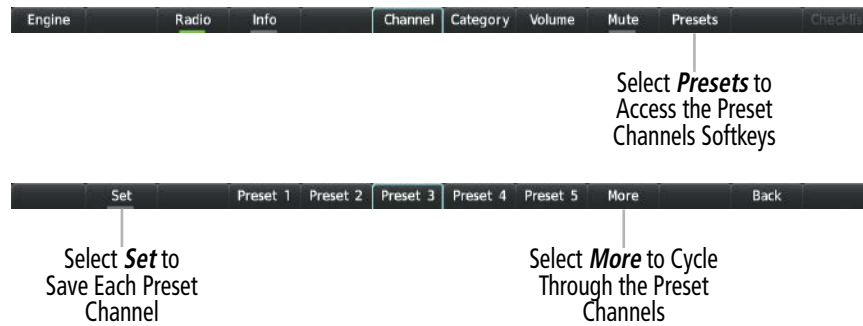 Engine Radio Info Channel Category Volume Mute Presets Checklis
Select Presets to
Access the Preset
Channels Softkeys
Set Preset 1 Preset 2 Preset 3 Preset 4 Preset 5 More Back
Select Set to
Save Each Preset
Channel
Select More to Cycle
Through the Preset
Channels